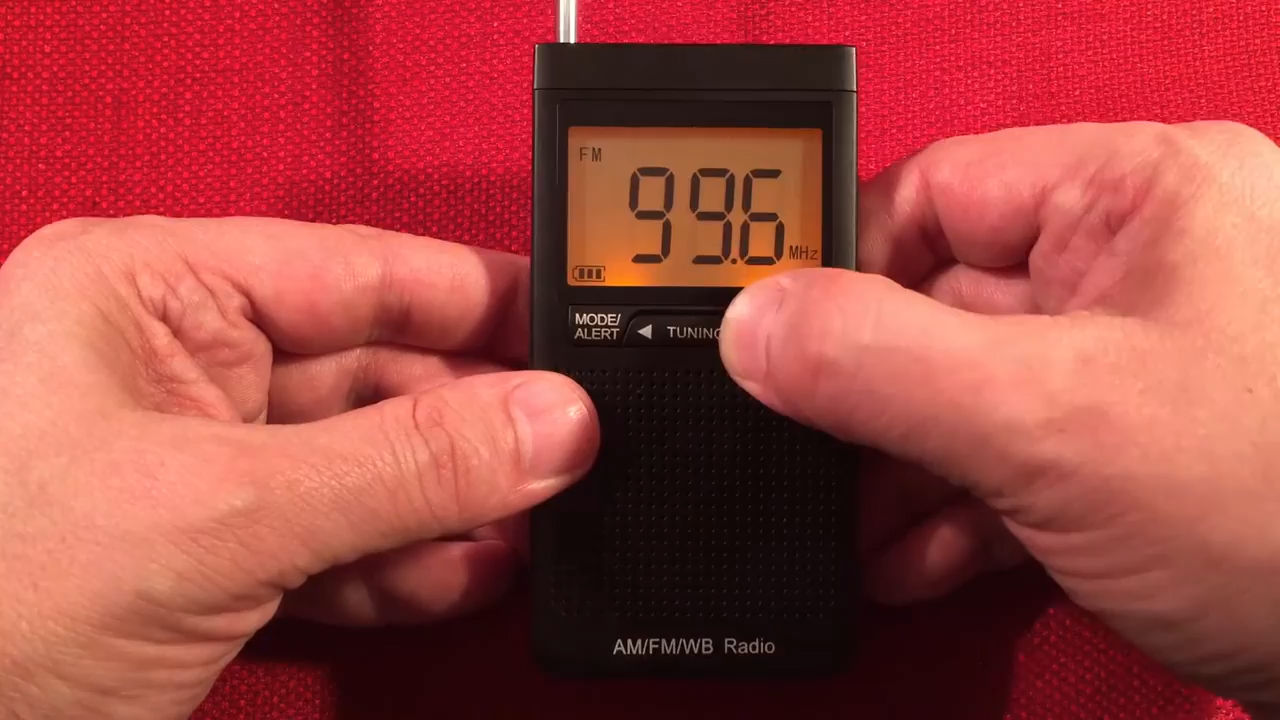 FM
99.6 MHz
MODE/
ALERT
◀ TUNING
AM/FM/WB Radio